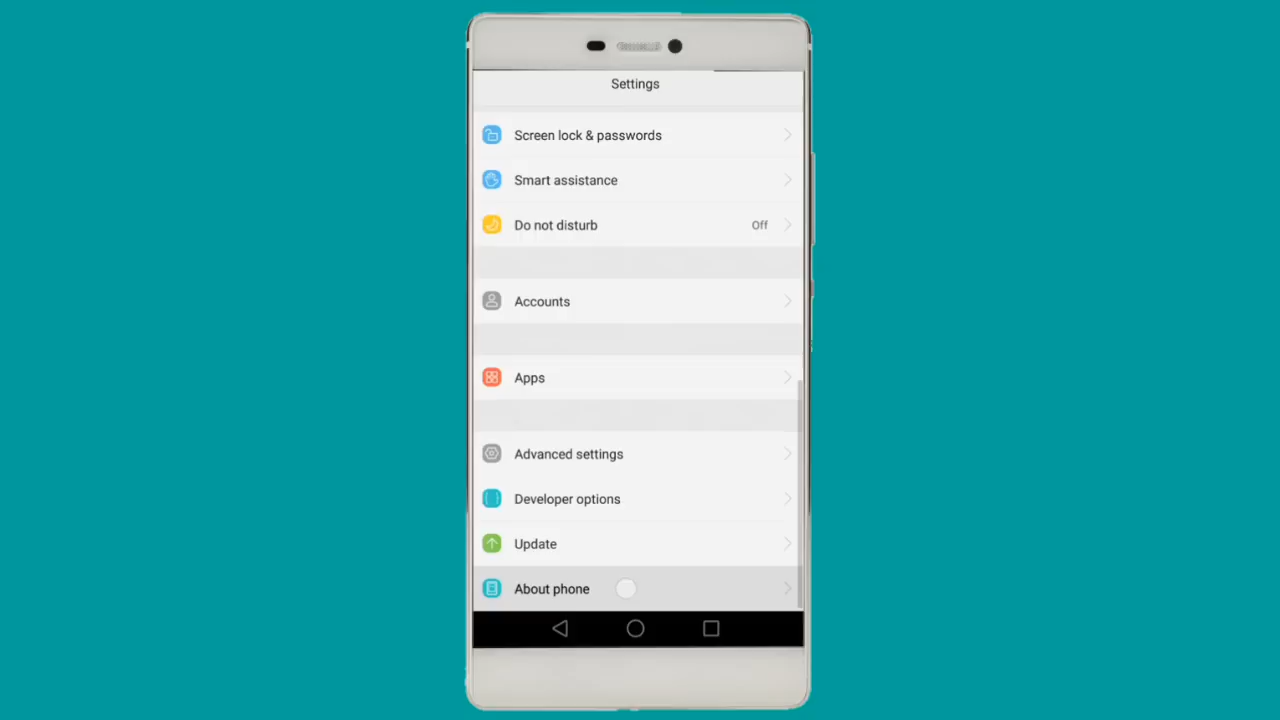 Settings
Screen lock & passwords
Smart assistance
Do not disturb Off
Accounts
Apps
Advanced settings
Developer options
Update
About phone